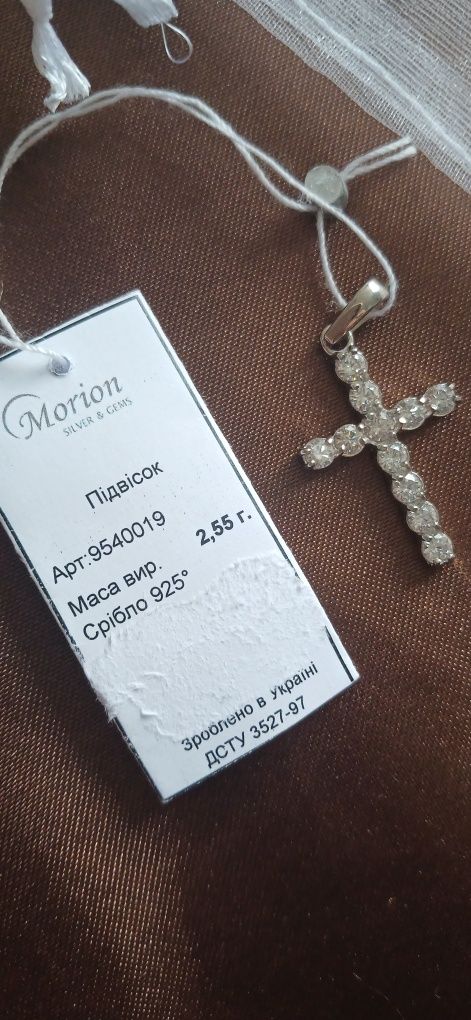 Morion
SILVER & GEMS
Підвісок
Арт:9540019
Маса вир. 2,55 г.
Срібло 925°
Зроблено в Україні
ДСТУ 3527-97